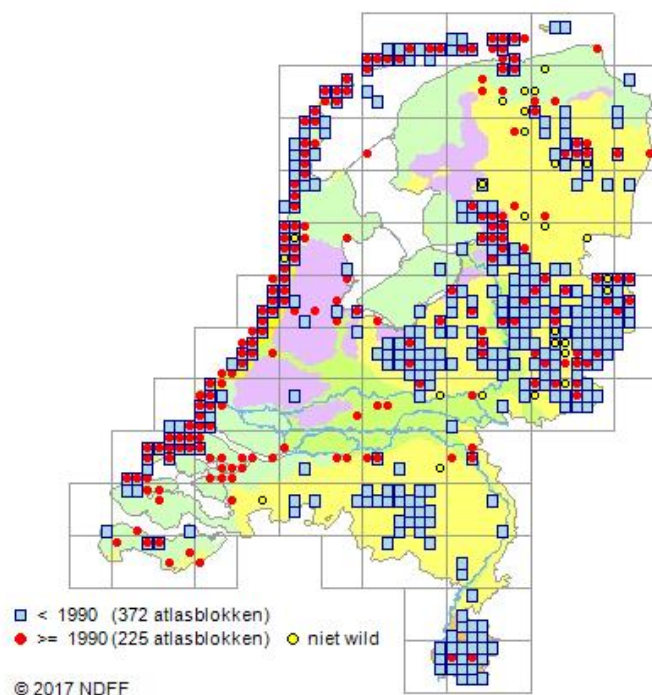 < 1990 (372 atlasblokken)
>= 1990 (225 atlasblokken) niet wild
© 2017 NDFF